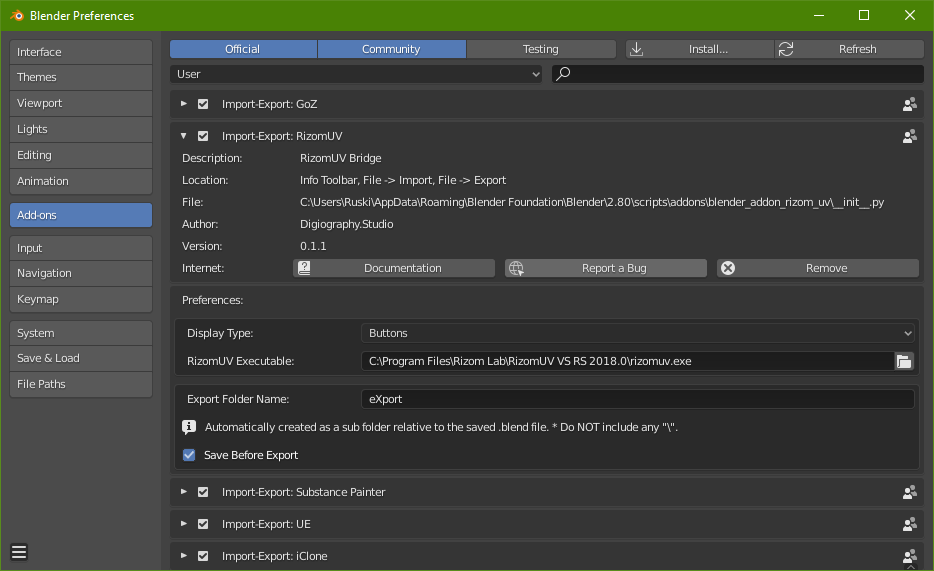 Blender Preferences
Interface
Themes
Viewport
Lights
Editing
Animation
Add-ons
Input
Navigation
Keymap
System
Save & Load
File Paths
Official Community Testing Install... Refresh
User
Import-Export: GoZ
Import-Export: RizomUV
Description: RizomUV Bridge
Location: Info Toolbar, File -> Import, File -> Export
File: C:\Users\Ruski\AppData\Roaming\Blender Foundation\Blender\2.80\scripts\addons\blender_addon_rizom_uv\__init__.py
Author: Digiography.Studio
Version: 0.1.1
Internet: Documentation Report a Bug Remove
Preferences:
Display Type: Buttons
RizomUV Executable: C:\Program Files\Rizom Lab\RizomUV VS RS 2018.0\rizomuv.exe
Export Folder Name: eXport
Automatically created as a sub folder relative to the saved .blend file. * Do NOT include any "\".
Save Before Export
Import-Export: Substance Painter
Import-Export: UE
Import-Export: iClone